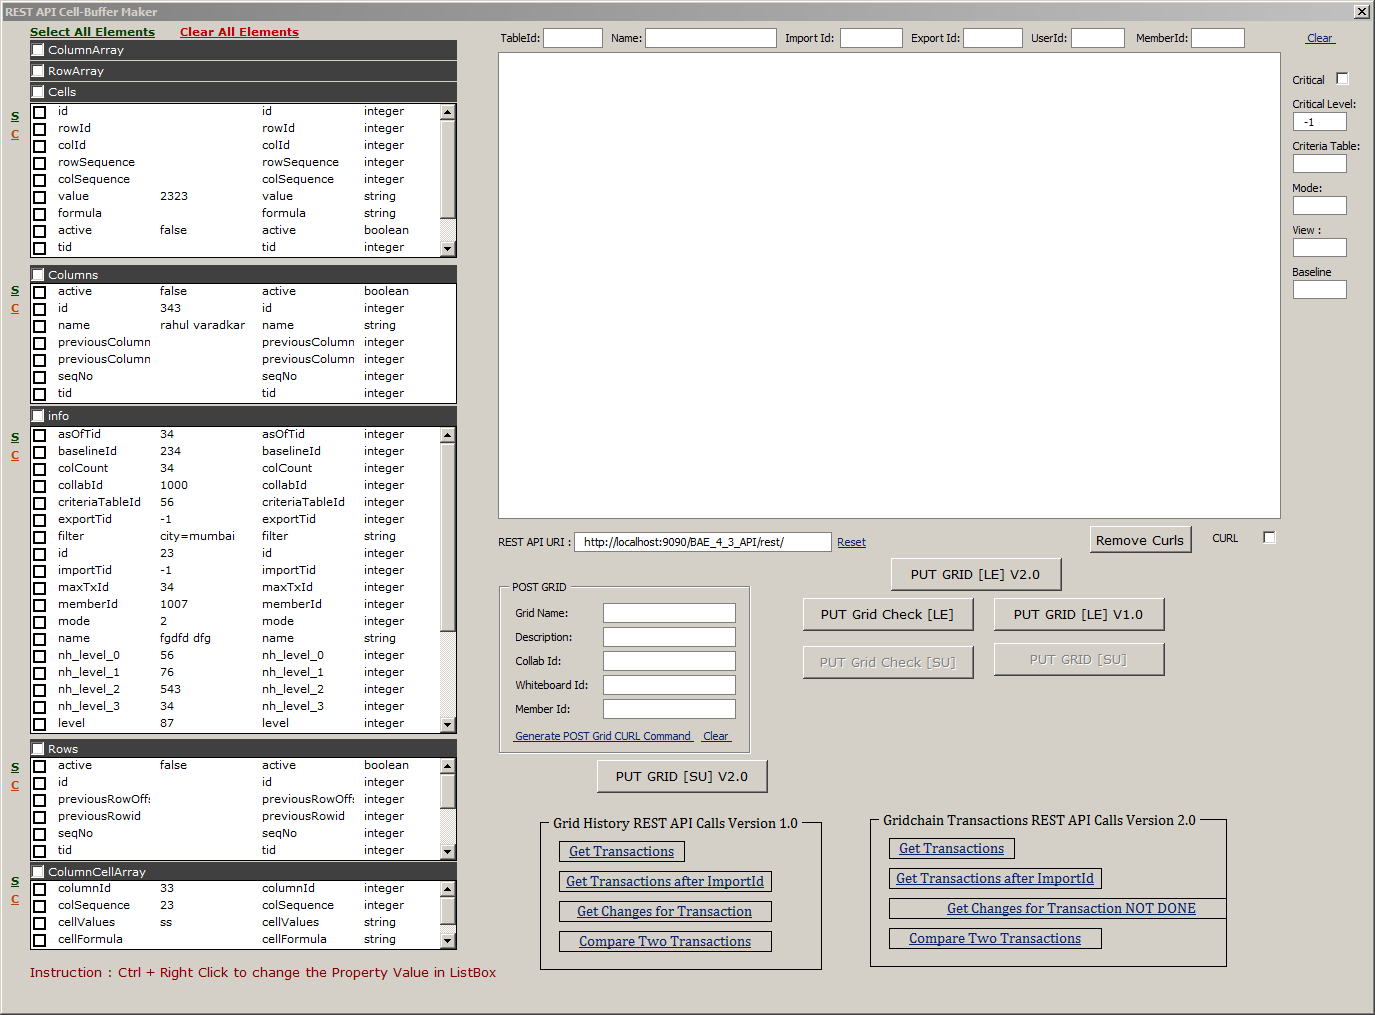 REST API Cell-Buffer Maker
Select All Elements Clear All Elements
ColumnArray
RowArray
Cells
S
C
id id integer
rowId rowId integer
colId colId integer
rowSequence rowSequence integer
colSequence colSequence integer
value 2323 value string
formula formula string
active false active boolean
tid tid integer
Columns
S
C
active false active boolean
id 343 id integer
name rahul varadkar name string
previousColumn previousColumn integer
previousColumn previousColumn integer
seqNo seqNo integer
tid tid integer
info
S
C
asOfTid 34 asOfTid integer
baselineId 234 baselineId integer
colCount 34 colCount integer
collabId 1000 collabId integer
criteriaTableId 56 criteriaTableId integer
exportTid -1 exportTid integer
filter city=mumbai filter string
id 23 id integer
importTid -1 importTid integer
maxTxId 34 maxTxId integer
memberId 1007 memberId integer
mode 2 mode integer
name fgdfd dfg name string
nh_level_0 56 nh_level_0 integer
nh_level_1 76 nh_level_1 integer
nh_level_2 543 nh_level_2 integer
nh_level_3 34 nh_level_3 integer
level 87 level integer
Rows
S
C
active false active boolean
id id integer
previousRowOffs previousRowOffs integer
previousRowid previousRowid integer
seqNo seqNo integer
tid tid integer
ColumnCellArray
S
C
columnId 33 columnId integer
colSequence 23 colSequence integer
cellValues ss cellValues string
cellFormula cellFormula string
Instruction : Ctrl + Right Click to change the Property Value in ListBox
TableId: Name: Import Id: Export Id: UserId: MemberId: Clear
Critical
Critical Level:
-1
Criteria Table:
Mode:
View :
Baseline
REST API URI : http://localhost:9090/BAE_4_3_API/rest/ Reset
Remove Curls CURL
PUT GRID [LE] V2.0
PUT Grid Check [LE] PUT GRID [LE] V1.0
PUT Grid Check [SU] PUT GRID [SU]
POST GRID
Grid Name:
Description:
Collab Id:
Whiteboard Id:
Member Id:
Generate POST Grid CURL Command Clear
PUT GRID [SU] V2.0
Grid History REST API Calls Version 1.0
Get Transactions
Get Transactions after ImportId
Get Changes for Transaction
Compare Two Transactions
Gridchain Transactions REST API Calls Version 2.0
Get Transactions
Get Transactions after ImportId
Get Changes for Transaction NOT DONE
Compare Two Transactions